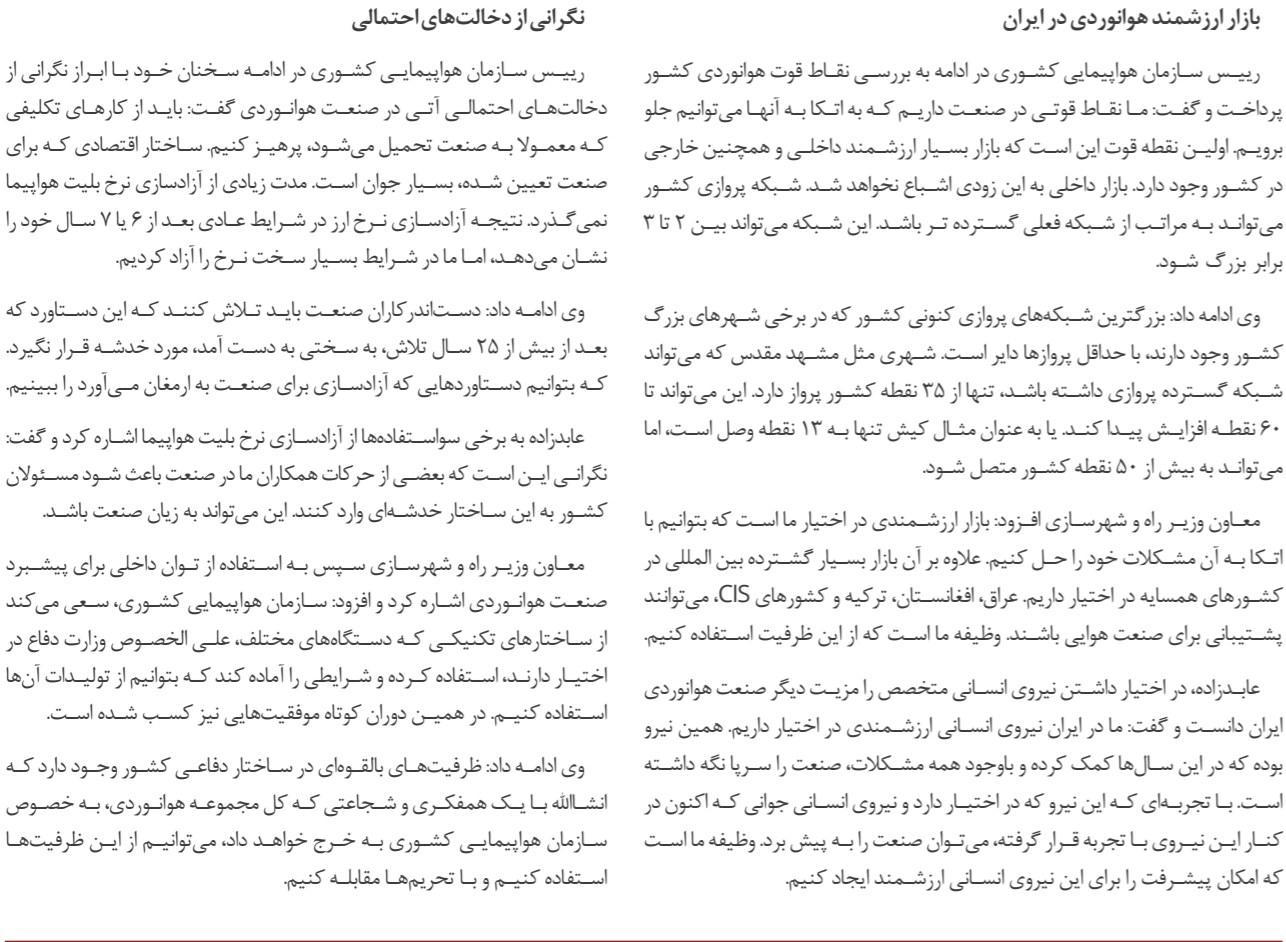 بازار ارزشمند هوانوردی در ایران
رییس سازمان هواپیمایی کشوری در ادامه به بررسی نقاط قوت هوانوردی کشور
پرداخت و گفت: ما نقاط قوتی در صنعت داریم که به اتکا به آنها می‌توانیم جلو
برویم. اولین نقطه قوت این است که بازار بسیار ارزشمند داخلی و همچنین خارجی
در کشور وجود دارد. بازار داخلی به این زودی اشباع نخواهد شد. شبکه پروازی کشور
می‌تواند به مراتب از شبکه فعلی گسترده تر باشد. این شبکه می‌تواند بین ۲ تا ۳
برابر بزرگ شود.
وی ادامه داد: بزرگترین شبکه‌های پروازی کنونی کشور که در برخی شهرهای بزرگ
کشور وجود دارند، با حداقل پروازها دایر است. شهری مثل مشهد مقدس که می‌تواند
شبکه گسترده پروازی داشته باشد، تنها از ۳۵ نقطه کشور پرواز دارد. این می‌تواند تا
۶۰ نقطه افزایش پیدا کند. یا به عنوان مثال کیش تنها به ۱۳ نقطه وصل است، اما
می‌تواند به بیش از ۵۰ نقطه کشور متصل شود.
معاون وزیر راه و شهرسازی افزود: بازار ارزشمندی در اختیار ما است که بتوانیم با
اتکا به آن مشکلات خود را حل کنیم. علاوه بر آن بازار بسیار گشترده بین المللی در
کشورهای همسایه در اختیار داریم. عراق، افغانستان، ترکیه و کشورهای CIS، می‌توانند
پشتیبانی برای صنعت هوایی باشند. وظیفه ما است که از این ظرفیت استفاده کنیم.
عابدزاده، در اختیار داشتن نیروی انسانی متخصص را مزیت دیگر صنعت هوانوردی
ایران دانست و گفت: ما در ایران نیروی انسانی ارزشمندی در اختیار داریم. همین نیرو
بوده که در این سال‌ها کمک کرده و باوجود همه مشکلات، صنعت را سرپا نگه داشته
است. با تجربه‌ای که این نیرو که در اختیار دارد و نیروی انسانی جوانی که اکنون در
کنار این نیروی با تجربه قرار گرفته، می‌توان صنعت را به پیش برد. وظیفه ما است
که امکان پیشرفت را برای این نیروی انسانی ارزشمند ایجاد کنیم.
نگرانی از دخالت‌های احتمالی
رییس سازمان هواپیمایی کشوری در ادامه سخنان خود با ابراز نگرانی از
دخالت‌های احتمالی آتی در صنعت هوانوردی گفت: باید از کارهای تکلیفی
که معمولا به صنعت تحمیل می‌شود، پرهیز کنیم. ساختار اقتصادی که برای
صنعت تعیین شده، بسیار جوان است. مدت زیادی از آزادسازی نرخ بلیت هواپیما
نمی‌گذرد. نتیجه آزادسازی نرخ ارز در شرایط عادی بعد از ۶ یا ۷ سال خود را
نشان می‌دهد، اما ما در شرایط بسیار سخت نرخ را آزاد کردیم.
وی ادامه داد: دست‌اندرکاران صنعت باید تلاش کنند که این دستاورد که
بعد از بیش از ۲۵ سال تلاش، به سختی به دست آمد، مورد خدشه قرار نگیرد.
که بتوانیم دستاوردهایی که آزادسازی برای صنعت به ارمغان می‌آورد را ببینیم.
عابدزاده به برخی سواستفاده‌ها از آزادسازی نرخ بلیت هواپیما اشاره کرد و گفت:
نگرانی این است که بعضی از حرکات همکاران ما در صنعت باعث شود مسئولان
کشور به این ساختار خدشه‌ای وارد کنند. این می‌تواند به زیان صنعت باشد.
معاون وزیر راه و شهرسازی سپس به استفاده از توان داخلی برای پیشبرد
صنعت هوانوردی اشاره کرد و افزود: سازمان هواپیمایی کشوری، سعی می‌کند
از ساختارهای تکنیکی که دستگاه‌های مختلف، علی الخصوص وزارت دفاع در
اختیار دارند، استفاده کرده و شرایطی را آماده کند که بتوانیم از تولیدات آن‌ها
استفاده کنیم. در همین دوران کوتاه موفقیت‌هایی نیز کسب شده است.
وی ادامه داد: ظرفیت‌های بالقوه‌ای در ساختار دفاعی کشور وجود دارد که
انشاالله با یک همفکری و شجاعتی که کل مجموعه هوانوردی، به خصوص
سازمان هواپیمایی کشوری به خرج خواهد داد، می‌توانیم از این ظرفیت‌ها
استفاده کنیم و با تحریم‌ها مقابله کنیم.